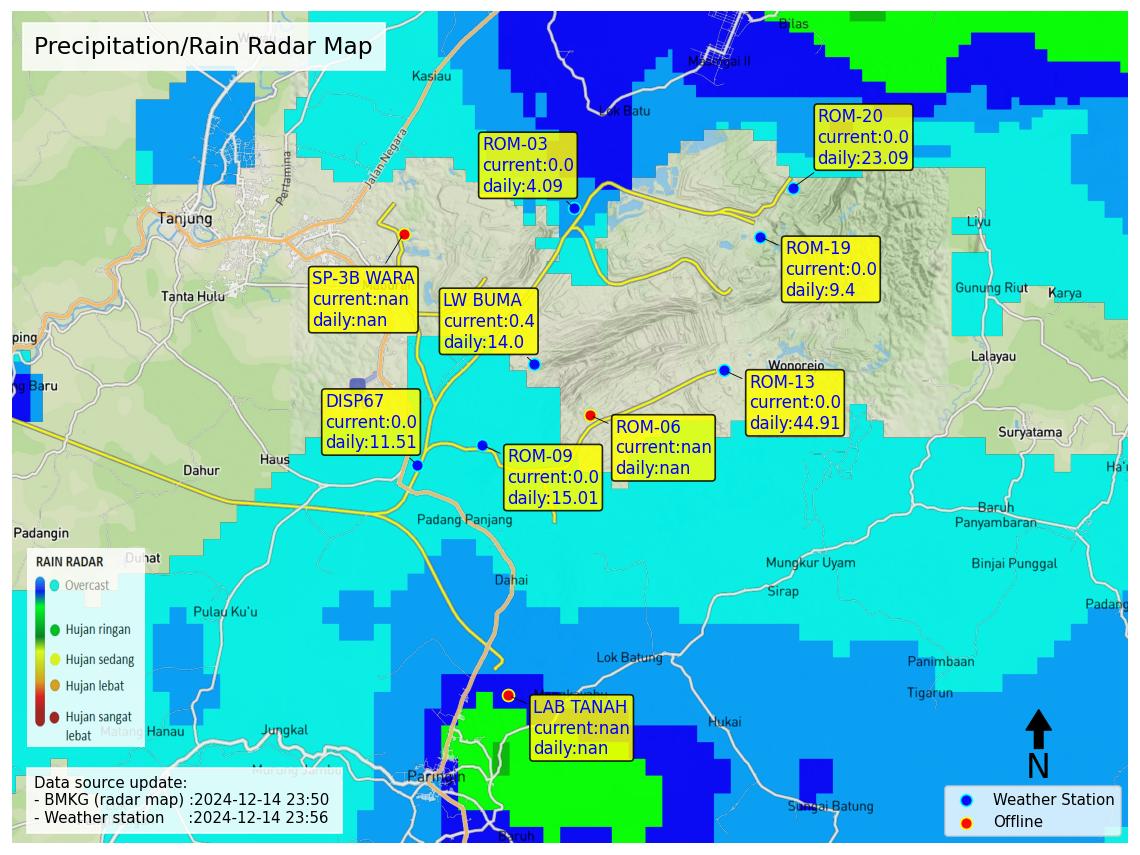 Precipitation/Rain Radar Map
Bilas
Masingai II
Kasiau
Lok Batu
Jalan Negara
Pertamina
Tanjung
ROM-03
current:0.0
daily:4.09
ROM-20
current:0.0
daily:23.09
ROM-19
current:0.0
daily:9.4
SP-3B WARA
current:nan
daily:nan
LW BUMA
current:0.4
daily:14.0
Liyu
Gunung Riut
Karya
Tanta Hulu
ping
Lalayau
Wonorejo
ng Baru
ROM-13
current:0.0
daily:44.91
DISP67
current:0.0
daily:11.51
ROM-06
current:nan
daily:nan
ROM-09
current:0.0
daily:15.01
Suryatama
Haus
Dahur
Ha'u
Padang Panjang
Baruh
Panyambaran
Padangin
Duhat
Mungkur Uyam
Binjai Punggal
Dahai
Sirap
Padang
Pulau Ku'u
RAIN RADAR
Overcast
Hujan ringan
Hujan sedang
Hujan lebat
Hujan sangat
lebat
Lok Batung
Panimbaan
Tigarun
LAB TANAH
current:nan
daily:nan
Hukai
Matang Hanau
Jungkal
Murung Jambu
Paringin
Sungai Batung
Baruh
Data source update:
- BMKG (radar map) :2024-12-14 23:50
- Weather station :2024-12-14 23:56
N
Weather Station
Offline